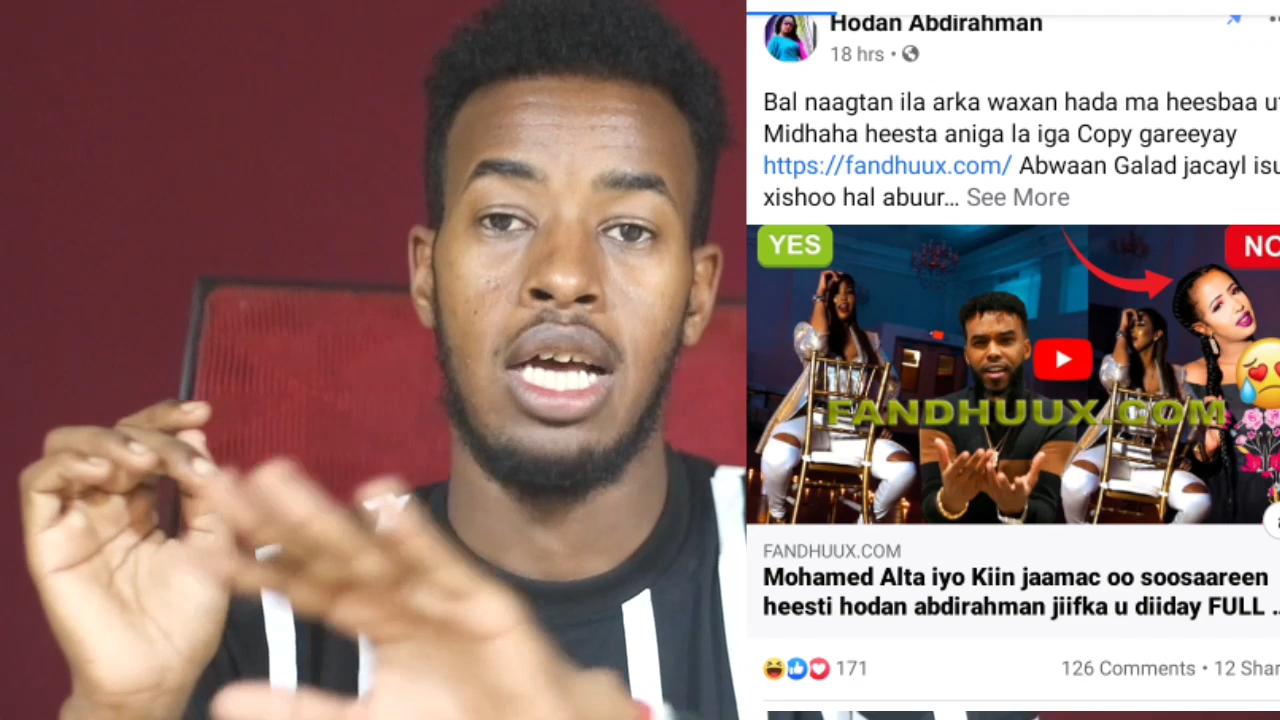 Hodan Abdirahman
18 hrs
Bal naagtan ila arka waxan hada ma heesbaa
Midhaha heesta aniga la iga Copy gareeyay
https://fandhuux.com/ Abwaan Galad jacayl
xishoo hal abuur... See More
YES
NO
FANDHUUX.COM
FANDHUUX.COM
Mohamed Alta iyo Kiin jaamac oo soosaareen
heesti hodan abdirahman jiifka u diiday FULL ..
171
126 Comments • 12